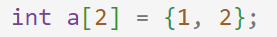 int a[2] = {1, 2};